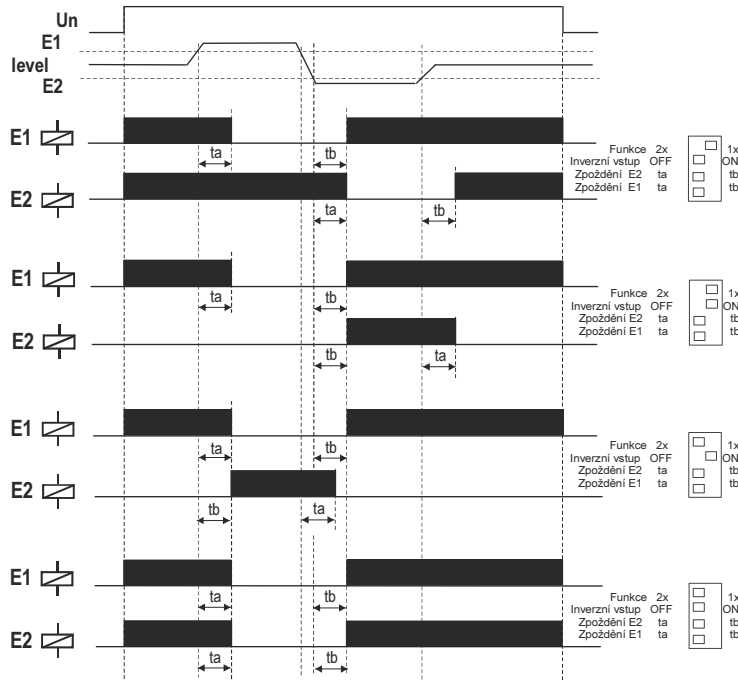 Un
E1
level
E2
E1
ta
tb
Funkce 2x 1x
Inverzní vstup OFF ON
Zpoždění E2 ta tb
Zpoždění E1 ta tb
E2
ta
tb
E1
ta
tb
Funkce 2x 1x
Inverzní vstup OFF ON
Zpoždění E2 ta tb
Zpoždění E1 ta tb
E2
tb
ta
E1
ta
tb
Funkce 2x 1x
Inverzní vstup OFF ON
Zpoždění E2 ta tb
Zpoždění E1 ta tb
E2
tb
ta
E1
ta
tb
Funkce 2x 1x
Inverzní vstup OFF ON
Zpoždění E2 ta tb
Zpoždění E1 ta tb
E2
ta
tb